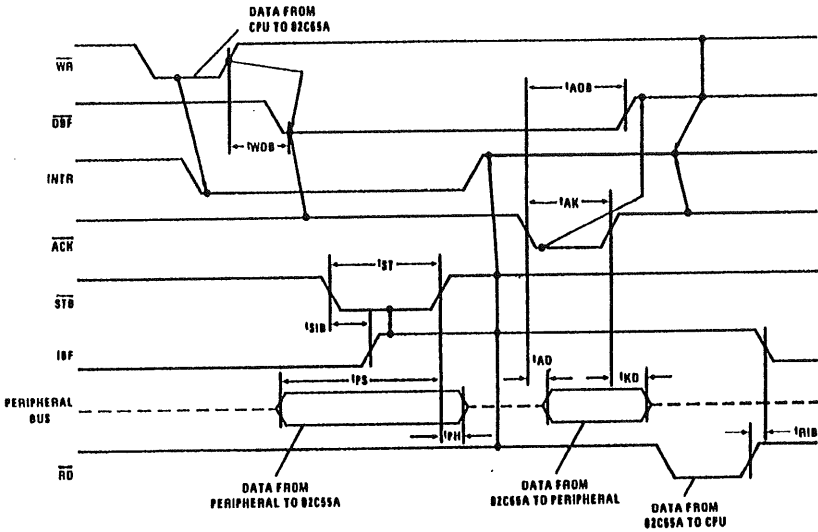 DATA FROM
CPU TO 82C55A
WR
tAOB
OBF
tWOB
INTR
tAK
ACK
tST
STB
tSIB
IBF
tAD
tPS
tKD
PERIPHERAL
BUS
tPH
tRIB
RD
DATA FROM
PERIPHERAL TO 82C55A
DATA FROM
82C55A TO PERIPHERAL
DATA FROM
82C55A TO CPU